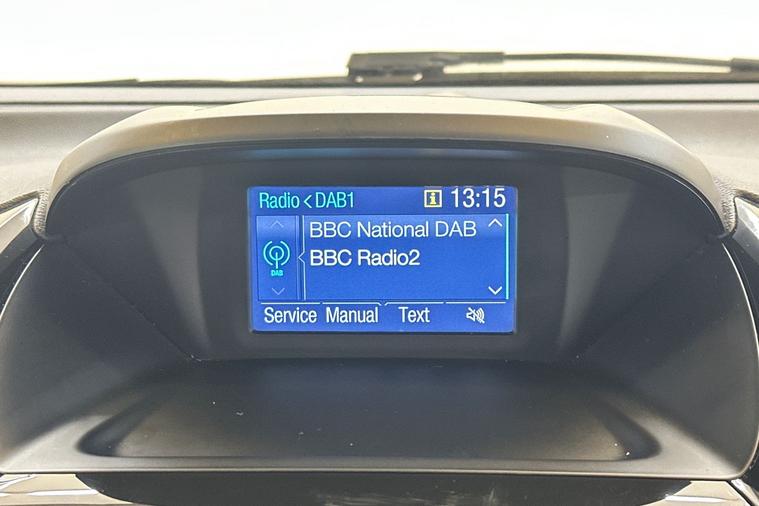 Radio < DAB1 i 13:15
BBC National DAB
BBC Radio2
DAB
Service Manual Text